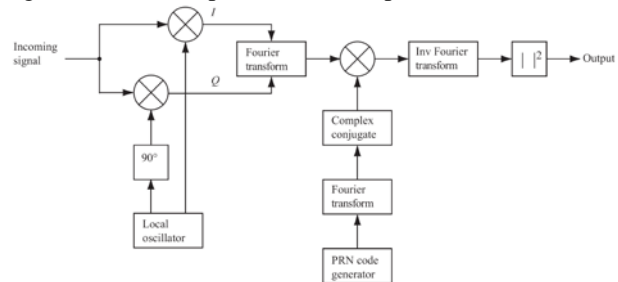 I
Incoming
signal
Fourier
transform
Inv Fourier
transform
| |²
Output
Q
Complex
conjugate
90°
Fourier
transform
Local
oscillator
PRN code
generator